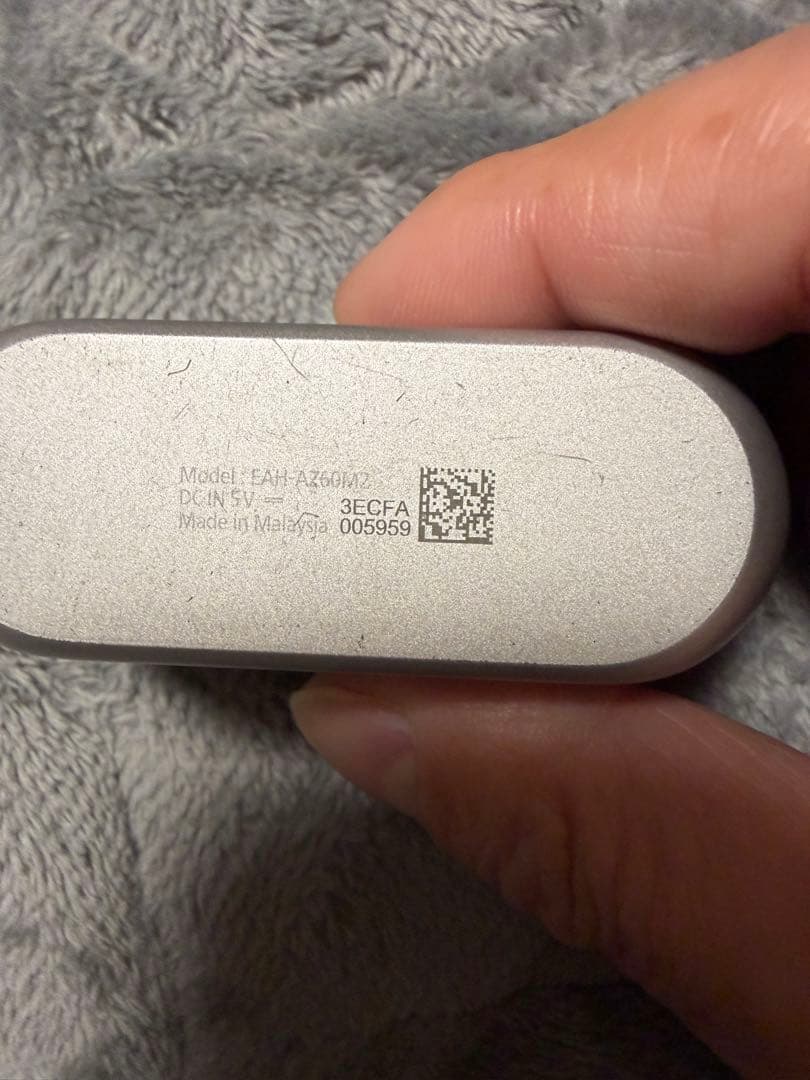 Model : EAH-AZ60M2
DC IN 5V ⎓
Made in Malaysia
3ECFA
005959